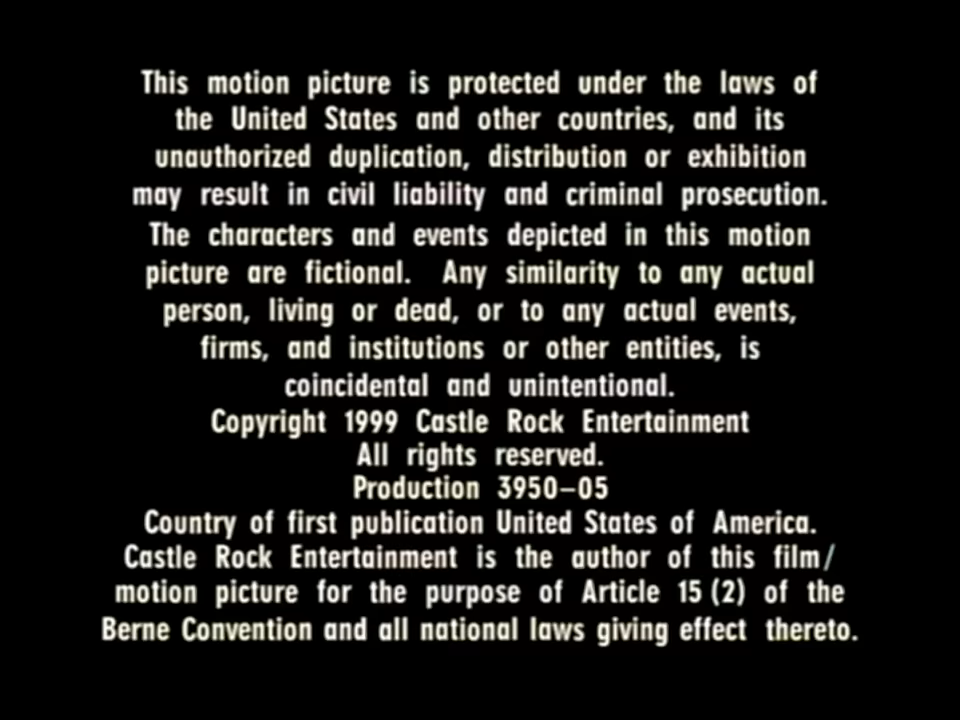 This motion picture is protected under the laws of
the United States and other countries, and its
unauthorized duplication, distribution or exhibition
may result in civil liability and criminal prosecution.
The characters and events depicted in this motion
picture are fictional. Any similarity to any actual
person, living or dead, or to any actual events,
firms, and institutions or other entities, is
coincidental and unintentional.
Copyright 1999 Castle Rock Entertainment
All rights reserved.
Production 3950-05
Country of first publication United States of America.
Castle Rock Entertainment is the author of this film/
motion picture for the purpose of Article 15 (2) of the
Berne Convention and all national laws giving effect thereto.